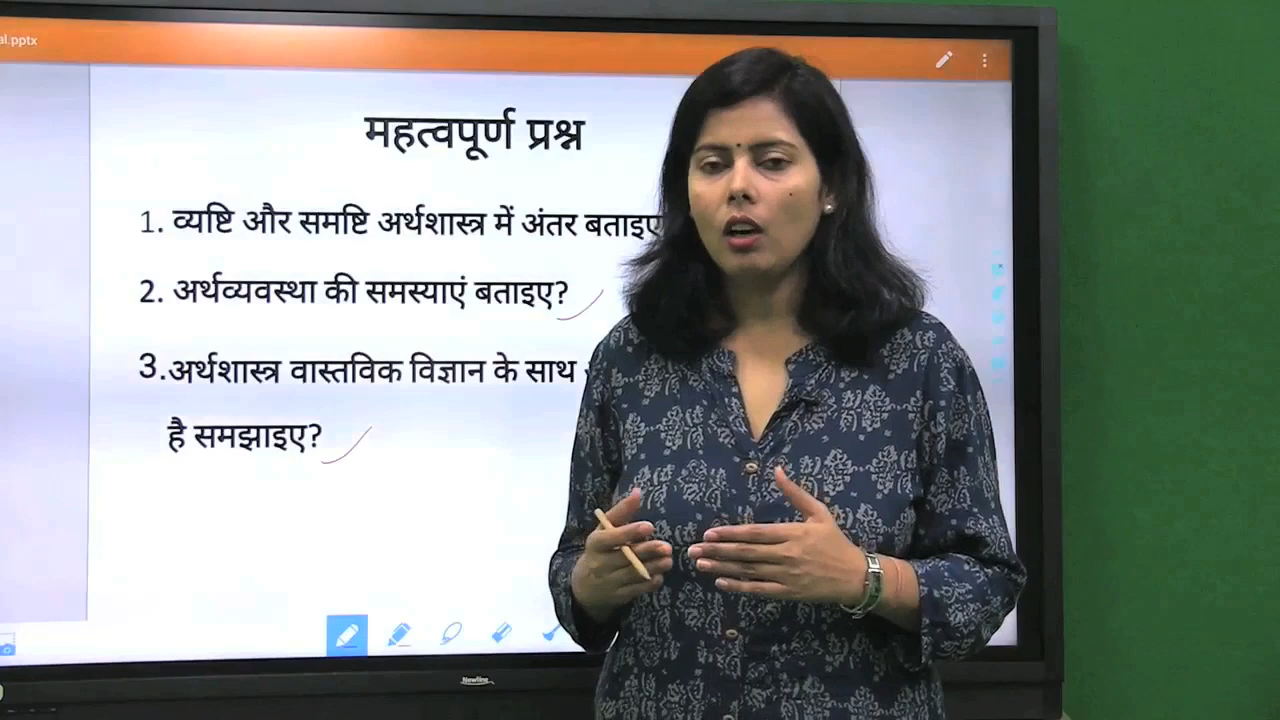 al.pptx
महत्वपूर्ण प्रश्न
1. व्यष्टि और समष्टि अर्थशास्त्र में अंतर बताइए
2. अर्थव्यवस्था की समस्याएं बताइए?
3.अर्थशास्त्र वास्तविक विज्ञान के साथ
है समझाइए?
Newline